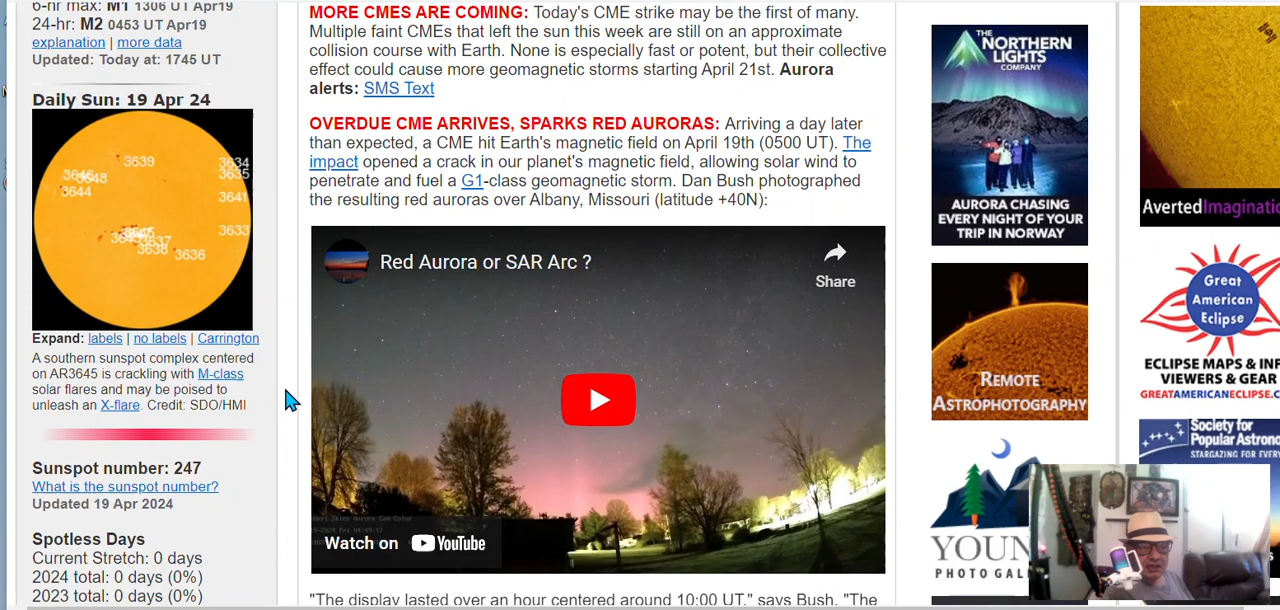 6-hr max: M1 1306 UT Apr19
24-hr: M2 0453 UT Apr19
explanation | more data
Updated: Today at: 1745 UT
Daily Sun: 19 Apr 24
3639
3634
3635
3648
3644
3641
3633
3637
3638
3636
Expand: labels | no labels | Carrington
A southern sunspot complex centered
on AR3645 is crackling with M-class
solar flares and may be poised to
unleash an X-flare. Credit: SDO/HMI
Sunspot number: 247
What is the sunspot number?
Updated 19 Apr 2024
Spotless Days
Current Stretch: 0 days
2024 total: 0 days (0%)
2023 total: 0 days (0%)
MORE CMES ARE COMING: Today's CME strike may be the first of many.
Multiple faint CMEs that left the sun this week are still on an approximate
collision course with Earth. None is especially fast or potent, but their collective
effect could cause more geomagnetic storms starting April 21st. Aurora
alerts: SMS Text
OVERDUE CME ARRIVES, SPARKS RED AURORAS: Arriving a day later
than expected, a CME hit Earth's magnetic field on April 19th (0500 UT). The
impact opened a crack in our planet's magnetic field, allowing solar wind to
penetrate and fuel a G1-class geomagnetic storm. Dan Bush photographed
the resulting red auroras over Albany, Missouri (latitude +40N):
Red Aurora or SAR Arc ?
Share
Watch on YouTube
"The display lasted over an hour centered around 10:00 UT," says Bush. "The
THE
NORTHERN
LIGHTS
COMPANY
AURORA CHASING
EVERY NIGHT OF YOUR
TRIP IN NORWAY
REMOTE
ASTROPHOTOGRAPHY
YOUN
PHOTO GAL
AvertedImaginati
Great
American
Eclipse
ECLIPSE MAPS & INF
VIEWERS & GEAR
GREATAMERICANECLIPSE.C
Society for
Popular Astrono
STARGAZING FOR EVERY